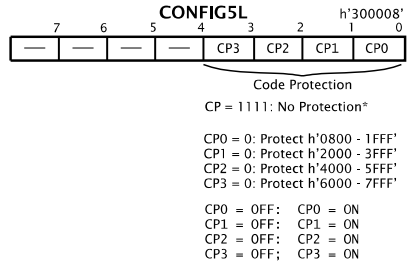 CONFIG5L h'300008'
7 6 5 4 3 2 1 0
— — — — CP3 CP2 CP1 CP0
Code Protection
CP = 1111: No Protection*
CP0 = 0: Protect h'0800 - 1FFF'
CP1 = 0: Protect h'2000 - 3FFF'
CP2 = 0: Protect h'4000 - 5FFF'
CP3 = 0: Protect h'6000 - 7FFF'
CP0 = OFF: CP0 = ON
CP1 = OFF: CP1 = ON
CP2 = OFF: CP2 = ON
CP3 = OFF; CP3 = ON